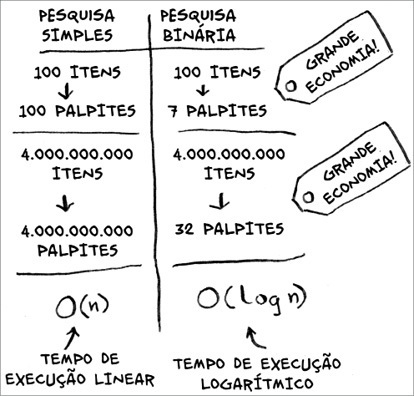 PESQUISA
SIMPLES
PESQUISA
BINÁRIA
100 ITENS
100 PALPITES
100 ITENS
7 PALPITES
GRANDE
ECONOMIA!
4.000.000.000
ITENS
4.000.000.000
PALPITES
4.000.000.000
ITENS
32 PALPITES
GRANDE
ECONOMIA!
O(n)
O(log n)
TEMPO DE
EXECUÇÃO LINEAR
TEMPO DE EXECUÇÃO
LOGARÍTMICO